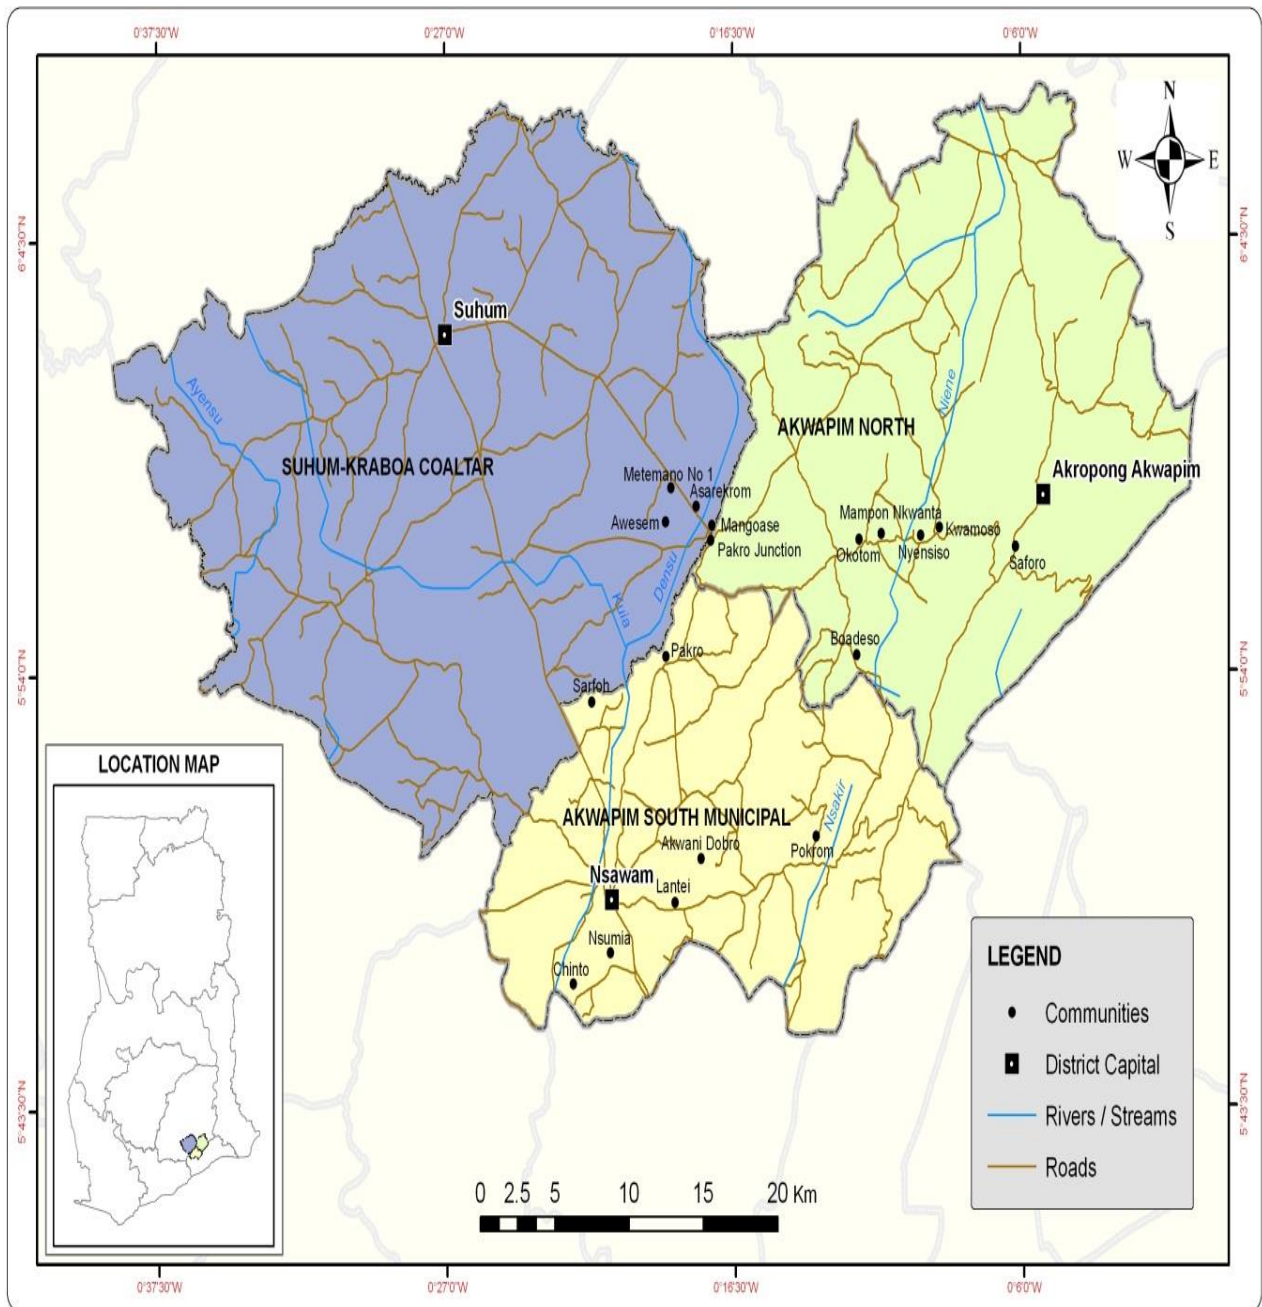 0°37'30"W
0°27'0"W
0°16'30"W
0°6'0"W
N
W
E
S
6°4'30"N
6°4'30"N
Suhum
Ayensu
Niene
AKWAPIM NORTH
SUHUM-KRABOA COALTAR
Akropong Akwapim
Metemano No 1
Asarekrom
Awesem
Mangoase
Pakro Junction
Mampon Nkwanta
Kwamoso
Okotom
Nyensiso
Saforo
Densu
Kuia
Boadeso
Pakro
5°54'0"N
5°54'0"N
Sarfoh
LOCATION MAP
AKWAPIM SOUTH MUNICIPAL
Nsakir
Akwani Dobro
Pokrom
Nsawam
Lantei
Nsumia
Chinto
LEGEND
Communities
District Capital
Rivers / Streams
Roads
5°43'30"N
5°43'30"N
0 2.5 5 10 15 20 Km
0°37'30"W
0°27'0"W
0°16'30"W
0°6'0"W